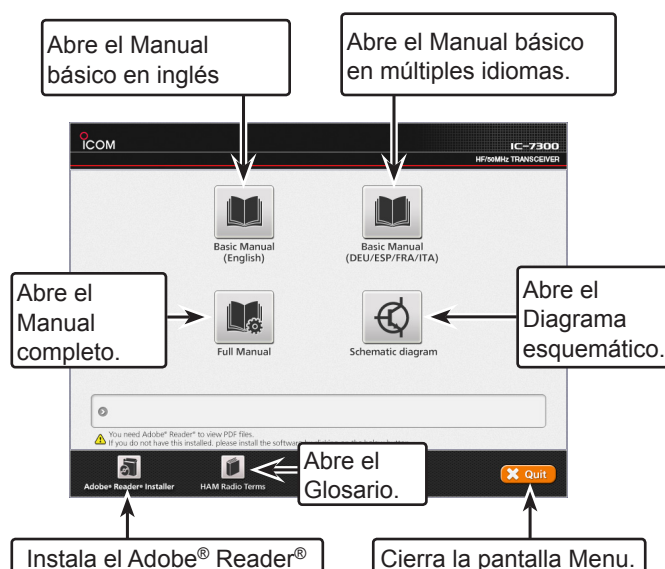 Abre el Manual
básico en inglés
Abre el Manual básico
en múltiples idiomas.
ICOM
IC-7300
HF/50MHz TRANSCEIVER
Basic Manual
(English)
Basic Manual
(DEU/ESP/FRA/ITA)
Abre el
Manual
completo.
Full Manual
Schematic diagram
Abre el
Diagrama
esquemático.
You need Adobe® Reader® to view PDF files.
If you do not have this installed, please install the software
Adobe® Reader® Installer
HAM Radio Terms
Abre el
Glosario.
Quit
Instala el Adobe® Reader®
Cierra la pantalla Menu.